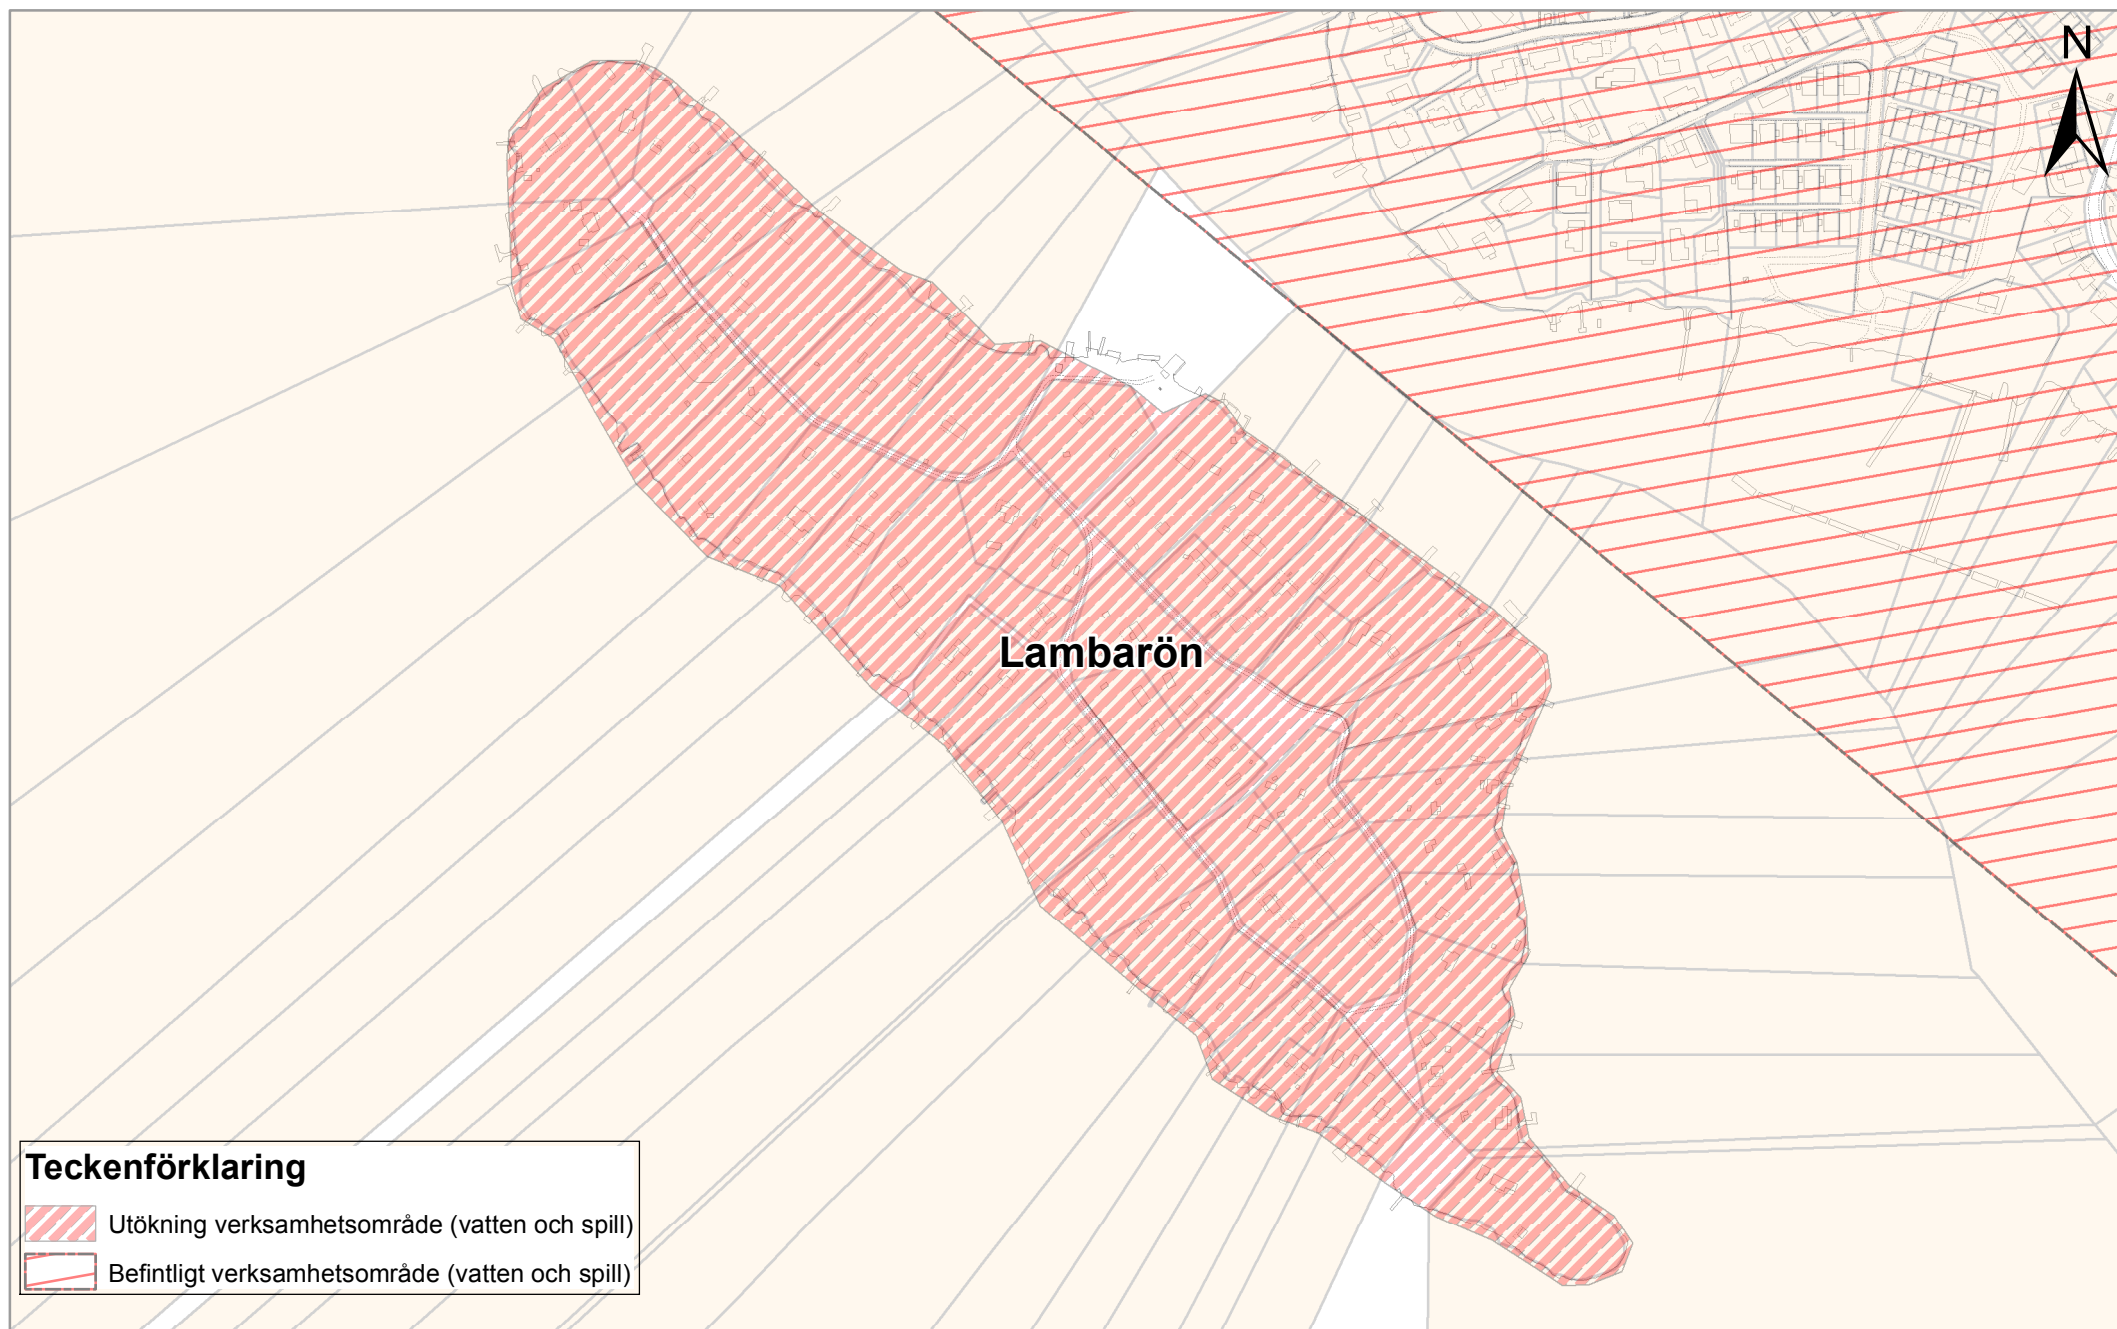 N
Lambarön
Teckenförklaring
Utökning verksamhetsområde (vatten och spill)
Befintligt verksamhetsområde (vatten och spill)